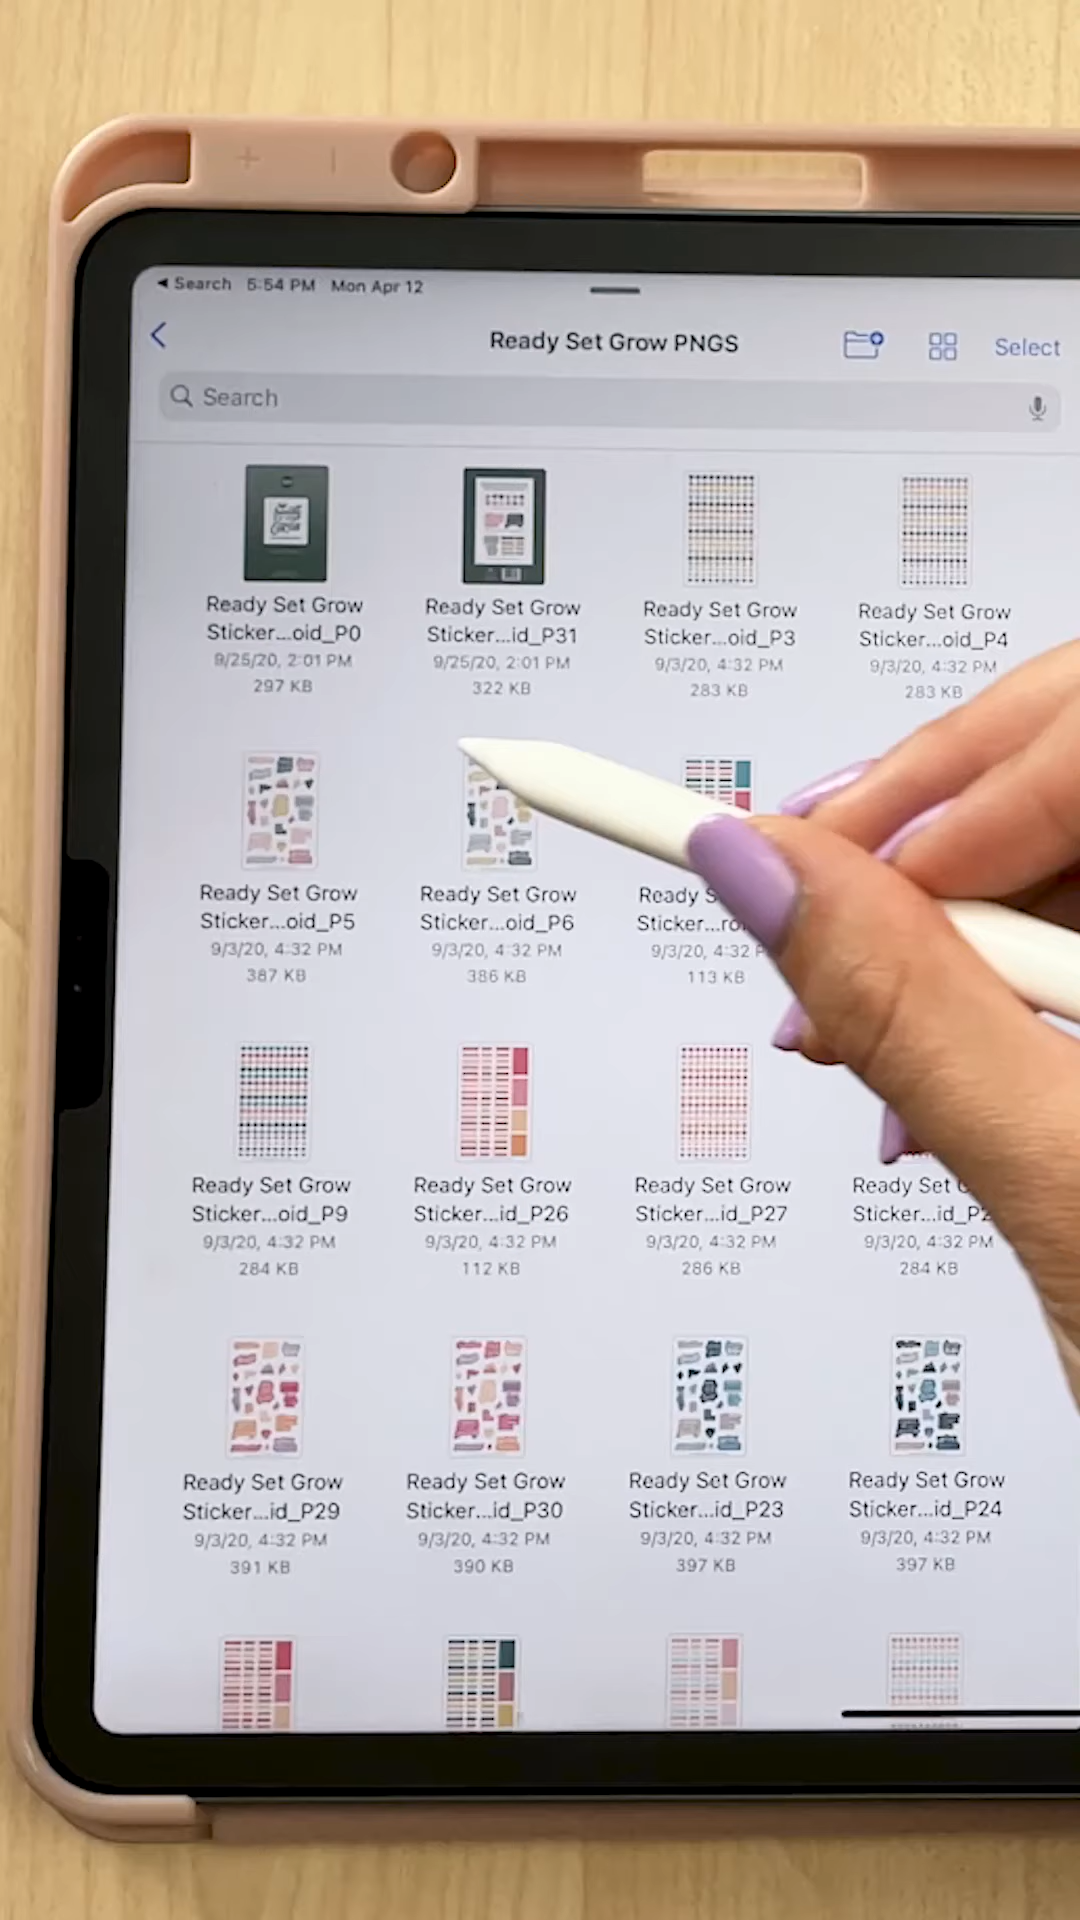 ◀ Search 5:54 PM Mon Apr 12
Ready Set Grow PNGS
Select
Search
Ready Set Grow
Sticker...oid_P0
9/25/20, 2:01 PM
297 KB
Ready Set Grow
Sticker...id_P31
9/25/20, 2:01 PM
322 KB
Ready Set Grow
Sticker...oid_P3
9/3/20, 4:32 PM
283 KB
Ready Set Grow
Sticker...oid_P4
9/3/20, 4:32 PM
283 KB
Ready Set Grow
Sticker...oid_P5
9/3/20, 4:32 PM
387 KB
Ready Set Grow
Sticker...oid_P6
9/3/20, 4:32 PM
386 KB
Ready
9/3/20, 4:32
113 KB
Ready Set Grow
Sticker...oid_P9
9/3/20, 4:32 PM
284 KB
Ready Set Grow
Sticker...id_P26
9/3/20, 4:32 PM
112 KB
Ready Set Grow
Sticker...id_P27
9/3/20, 4:32 PM
286 KB
Ready Set
9/3/20, 4:32 PM
284 KB
Ready Set Grow
Sticker...id_P29
9/3/20, 4:32 PM
391 KB
Ready Set Grow
Sticker...id_P30
9/3/20, 4:32 PM
390 KB
Ready Set Grow
Sticker...id_P23
9/3/20, 4:32 PM
397 KB
Ready Set Grow
Sticker...id_P24
9/3/20, 4:32 PM
397 KB